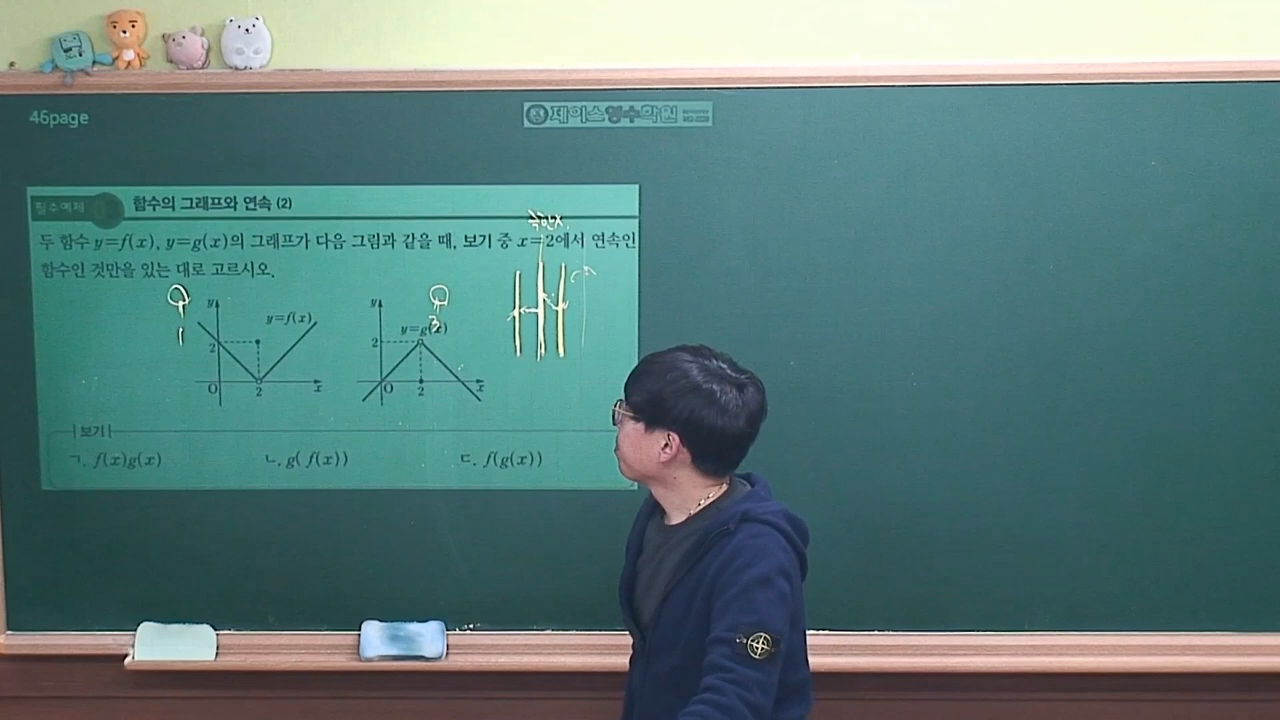 46page
제이스영수학원
필수예제
함수의 그래프와 연속 (2)
두 함수 y=f(x), y=g(x)의 그래프가 다음 그림과 같을 때, 보기 중 x=2에서 연속인
함수인 것만을 있는 대로 고르시오.
y
y=f(x)
2
O
2
x
y
y=g(x)
2
O
2
x
보기
ㄱ. f(x)g(x)
ㄴ. g( f(x))
ㄷ. f(g(x))